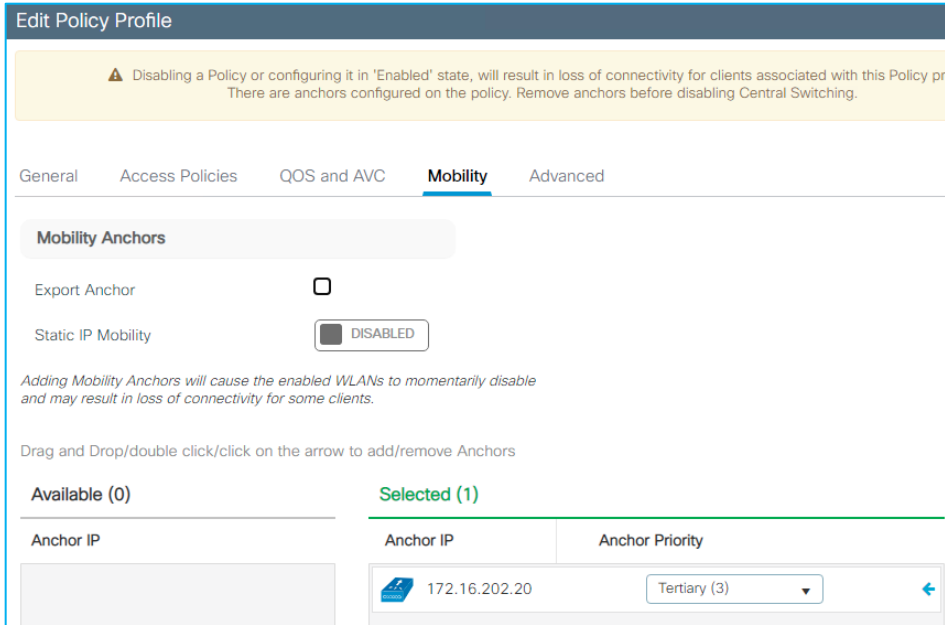 Edit Policy Profile
Disabling a Policy or configuring it in 'Enabled' state, will result in loss of connectivity for clients associated with this Policy
There are anchors configured on the policy. Remove anchors before disabling Central Switching.
General Access Policies QOS and AVC Mobility Advanced
Mobility Anchors
Export Anchor
Static IP Mobility DISABLED
Adding Mobility Anchors will cause the enabled WLANs to momentarily disable
and may result in loss of connectivity for some clients.
Drag and Drop/double click/click on the arrow to add/remove Anchors
Available (0) Selected (1)
Anchor IP Anchor IP Anchor Priority
172.16.202.20 Tertiary (3)